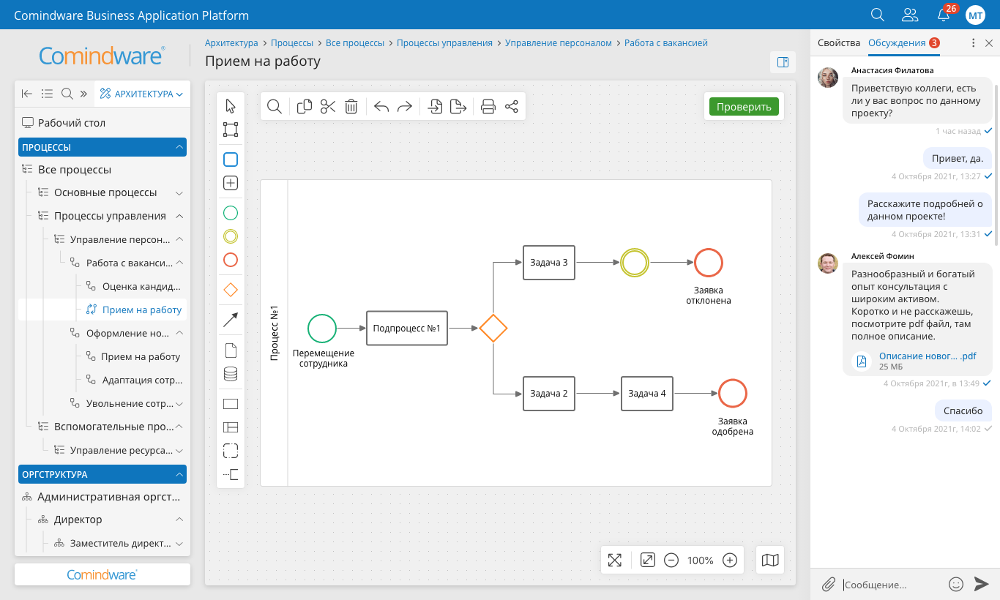 Comindware Business Application Platform
26
MT
Comindware®
АРХИТЕКТУРА
Рабочий стол
ПРОЦЕССЫ
Все процессы
Основные процессы
Процессы управления
Управление персон...
Работа с ваканси...
Оценка кандид...
Прием на работу
Оформление но...
Прием на работу
Адаптация сотр...
Увольнение сотр...
Вспомогательные про...
Управление ресурса...
ОРГСТРУКТУРА
Административная оргст...
Директор
Заместитель директ...
Comindware®
Архитектура > Процессы > Все процессы > Процессы управления > Управление персоналом > Работа с вакансией
Прием на работу
Проверить
Процесс №1
Перемещение
сотрудника
Подпроцесс №1
Задача 3
Заявка
отклонена
Задача 2
Задача 4
Заявка
одобрена
100%
Свойства
Обсуждения 3
Анастасия Филатова
Приветствую коллеги, есть
ли у вас вопрос по данному
проекту?
1 час назад
Привет, да.
4 Октября 2021г, 13:27
Расскажите подробней о
данном проекте!
4 Октября 2021г, 13:31
Алексей Фомин
Разнообразный и богатый
опыт консультация с
широким активом.
Коротко и не расскажешь,
посмотрите pdf файл, там
полное описание.
Описание новог... .pdf
25 МБ
4 Октября 2021г, в 13:49
Спасибо
4 Октября 2021г, 14:02
Сообщение...